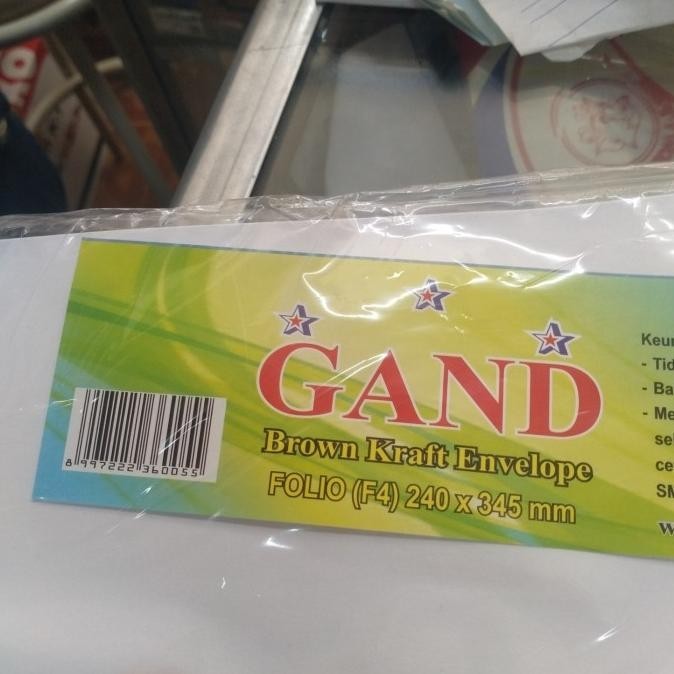 GAND
Brown Kraft Envelope
FOLIO (F4) 240 x 345 mm
8 997222 360055